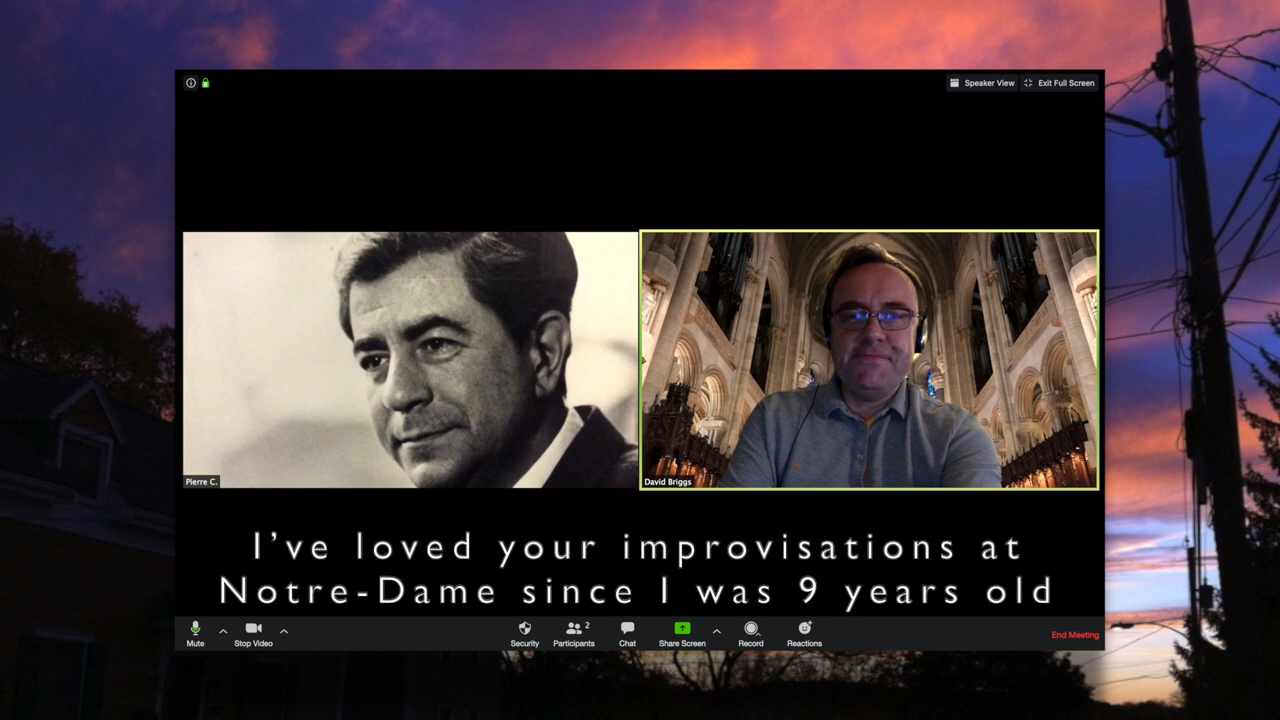 Speaker View
Exit Full Screen
Pierre C.
David Briggs
I've loved your improvisations at
Notre-Dame since I was 9 years old
Mute
Stop Video
Security
Participants
2
Chat
Share Screen
Record
Reactions
End Meeting